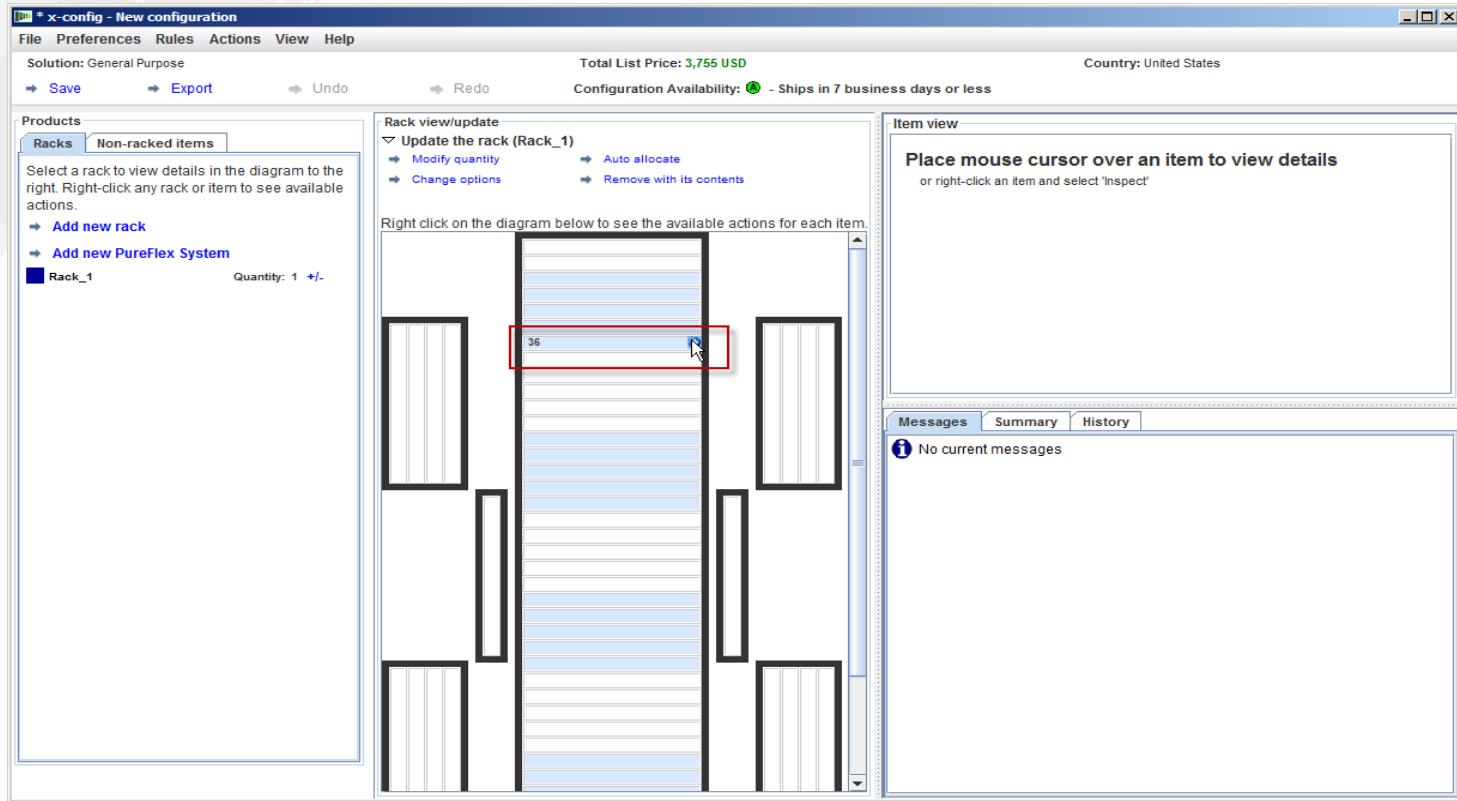 * x-config - New configuration
File Preferences Rules Actions View Help
Solution: General Purpose
Total List Price: 3,755 USD
Country: United States
Save Export Undo Redo
Configuration Availability: A - Ships in 7 business days or less
Products
Racks Non-racked items
Select a rack to view details in the diagram to the
right. Right-click any rack or item to see available
actions.
Add new rack
Add new PureFlex System
Rack_1 Quantity: 1 +/-
Rack view/update
Update the rack (Rack_1)
Modify quantity Auto allocate
Change options Remove with its contents
Right click on the diagram below to see the available actions for each item.
36
Item view
Place mouse cursor over an item to view details
or right-click an item and select 'Inspect'
Messages Summary History
No current messages